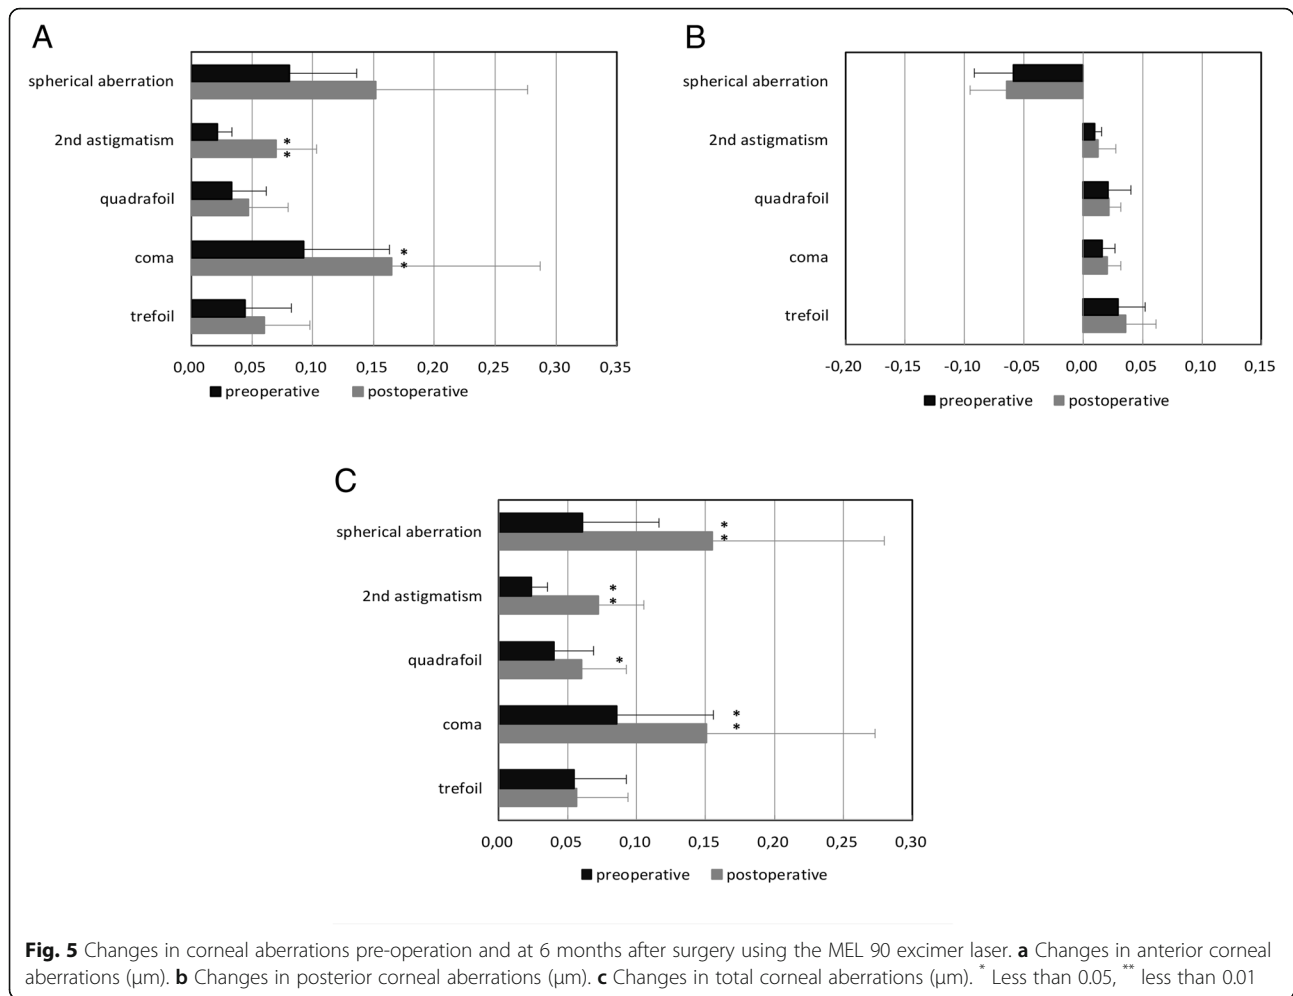 A
spherical aberration
2nd astigmatism
**
quadrafoil
coma
**
trefoil
0,00 0,05 0,10 0,15 0,20 0,25 0,30 0,35
preoperative postoperative
B
spherical aberration
2nd astigmatism
quadrafoil
coma
trefoil
-0,20 -0,15 -0,10 -0,05 0,00 0,05 0,10 0,15
preoperative postoperative
C
spherical aberration
**
2nd astigmatism
**
quadrafoil
*
coma
**
trefoil
0,00 0,05 0,10 0,15 0,20 0,25 0,30
preoperative postoperative
Fig. 5 Changes in corneal aberrations pre-operation and at 6 months after surgery using the MEL 90 excimer laser. a Changes in anterior corneal
aberrations (μm). b Changes in posterior corneal aberrations (μm). c Changes in total corneal aberrations (μm). * Less than 0.05, ** less than 0.01